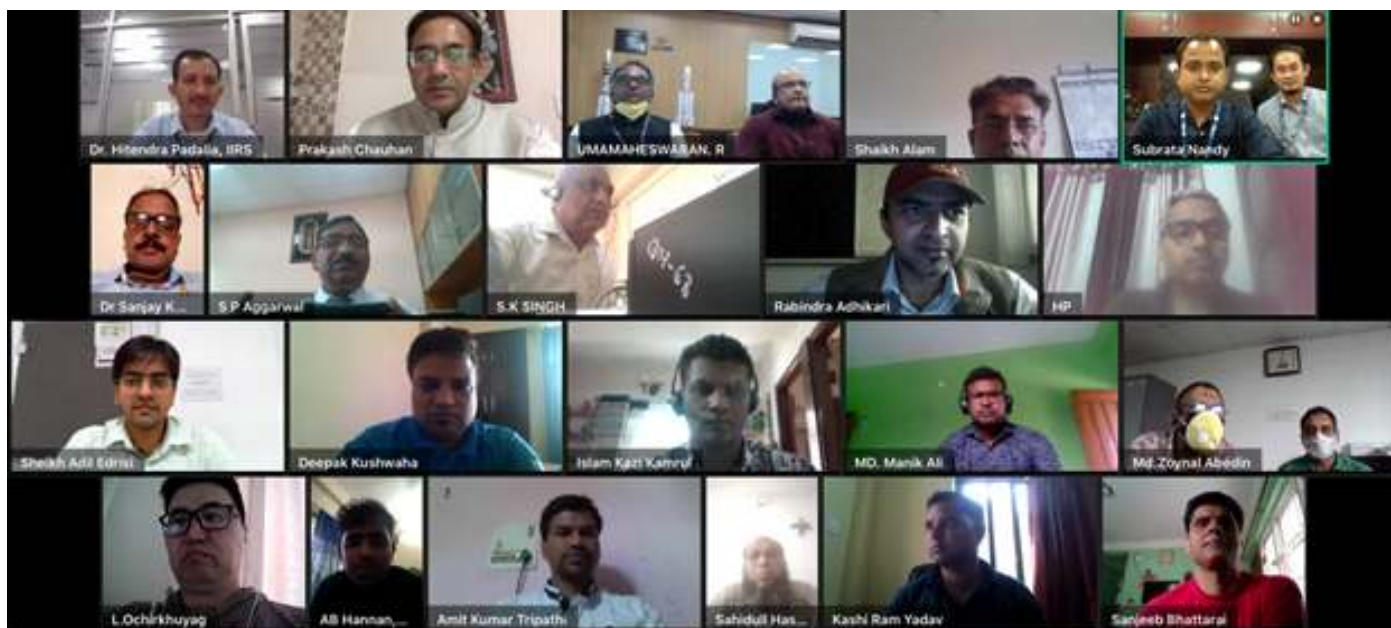 Dr. Hitendra Padalia, IIRS
Prakash Chauhan
UMAMAHESWARAN. R
Shaikh Alam
Subrata Nandy
Dr Sanjay K...
S P Aggarwal
S.K SINGH
Rabindra Adhikari
HP
Sheikh Adil Edrisi
Deepak Kushwaha
Islam Kazi Kamrul
MD. Manik Ali
Md.Zoynal Abedin
L.Ochirkhuyag
AB Hannan,...
Amit Kumar Tripathi
Sahidull Has...
Kashi Ram Yadav
Sanjeeb Bhattarai